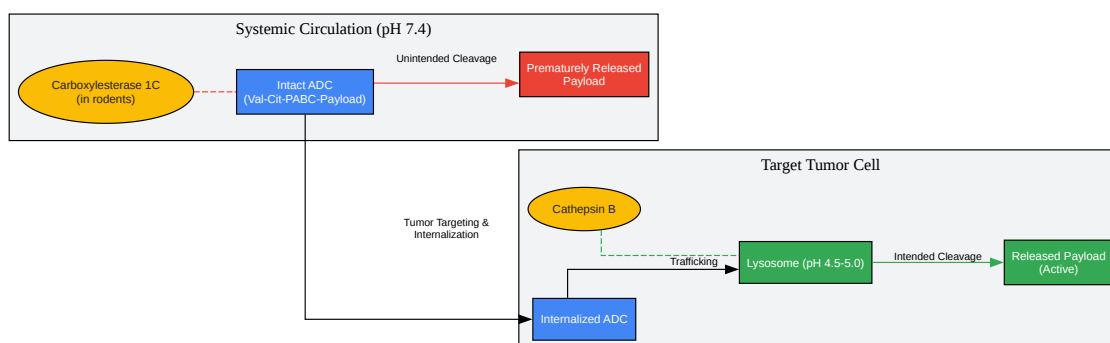 Systemic Circulation (pH 7.4)
Carboxylesterase 1C
(in rodents)
Intact ADC
(Val-Cit-PABC-Payload)
Unintended Cleavage
Prematurely Released
Payload
Target Tumor Cell
Cathepsin B
Tumor Targeting &
Internalization
Trafficking
Lysosome (pH 4.5-5.0)
Intended Cleavage
Released Payload
(Active)
Internalized ADC